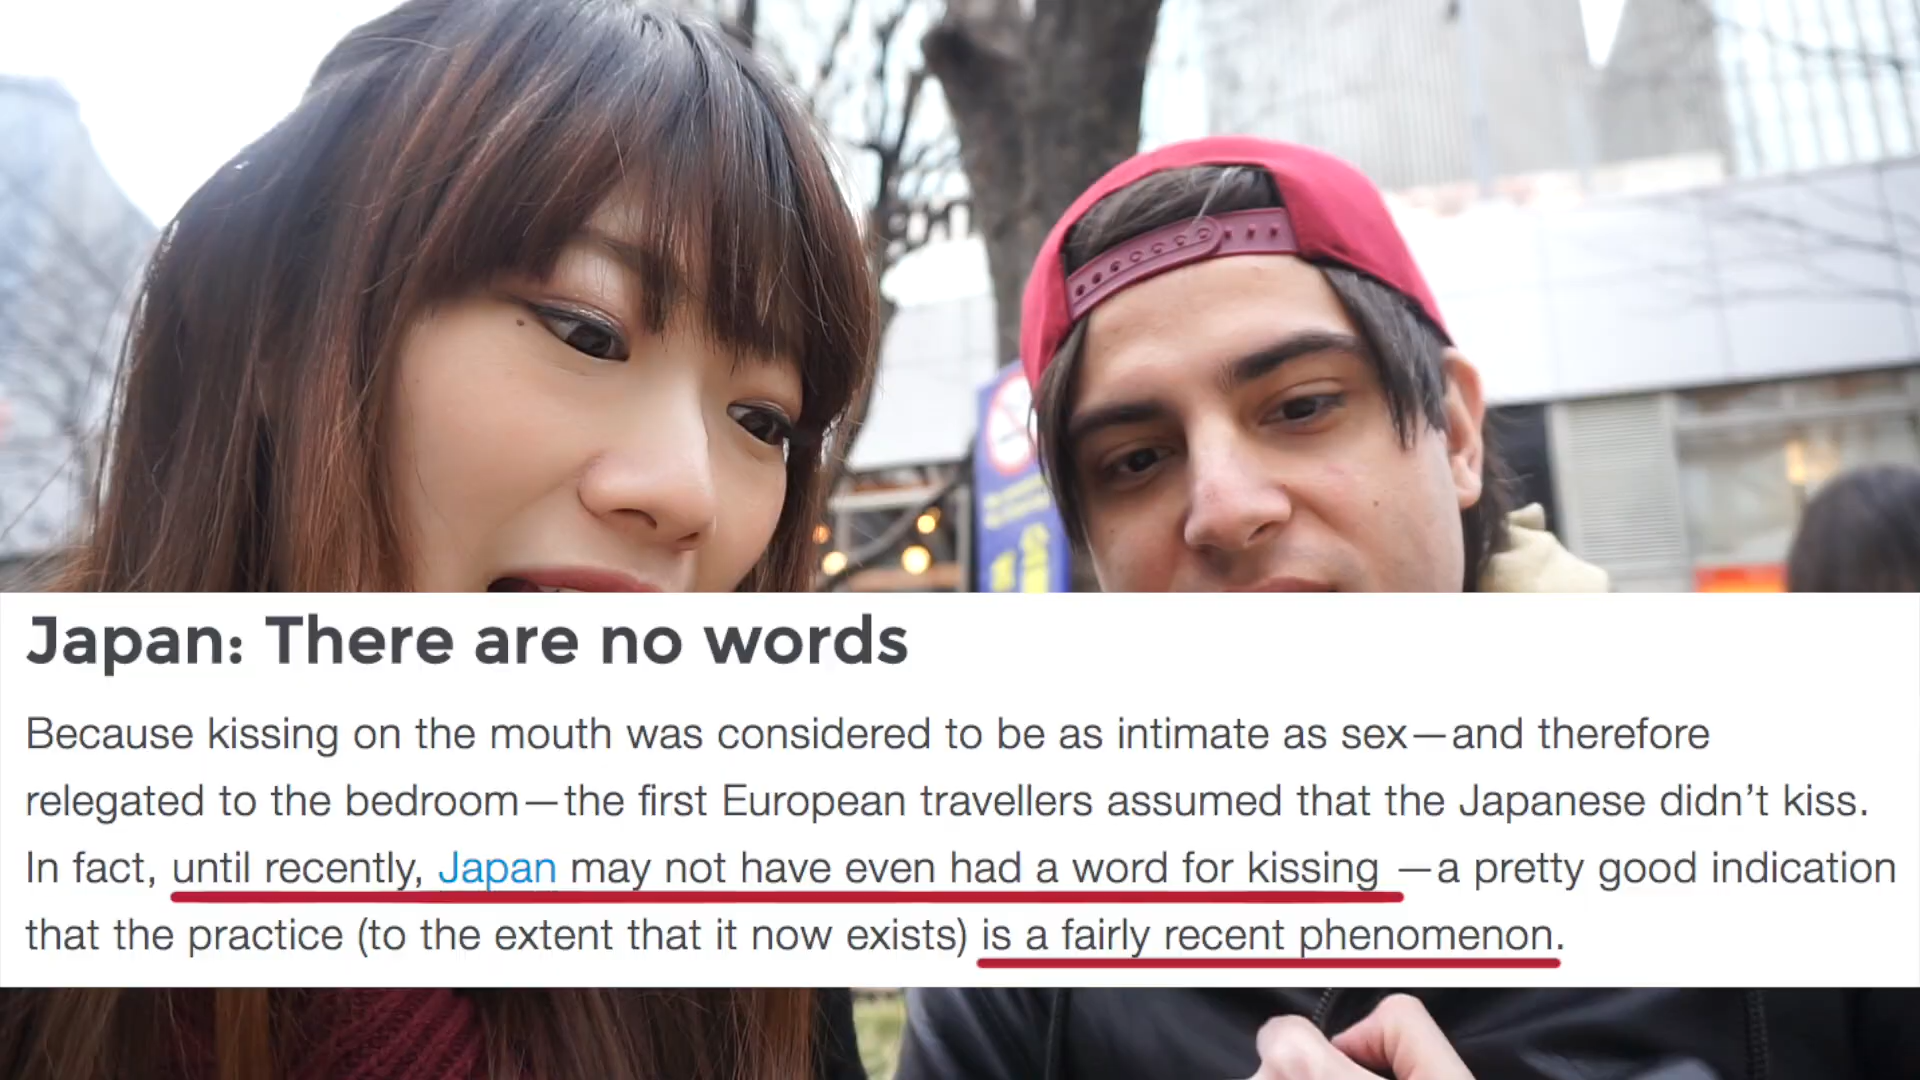 Japan: There are no words
Because kissing on the mouth was considered to be as intimate as sex—and therefore
relegated to the bedroom—the first European travellers assumed that the Japanese didn't kiss.
In fact, until recently, Japan may not have even had a word for kissing —a pretty good indication
that the practice (to the extent that it now exists) is a fairly recent phenomenon.